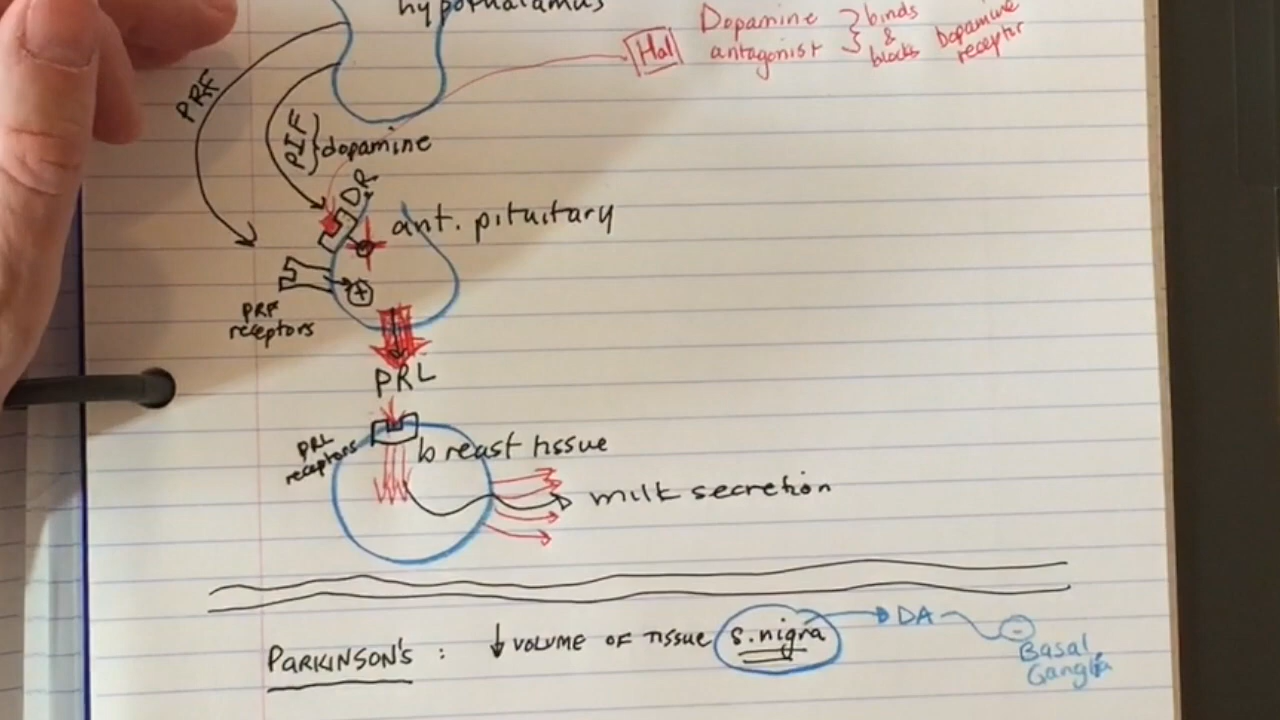 hypothalamus
Dopamine
antagonist
binds
&
blocks
Dopamine
receptor
Hal
PRF
PIF
dopamine
DR
ant. pituitary
+
PRF
receptors
PRL
PRL
receptors
breast tissue
milk secretion
PARKINSON'S : ↓ VOLUME OF TISSUE s.nigra → DA
Basal
Ganglia